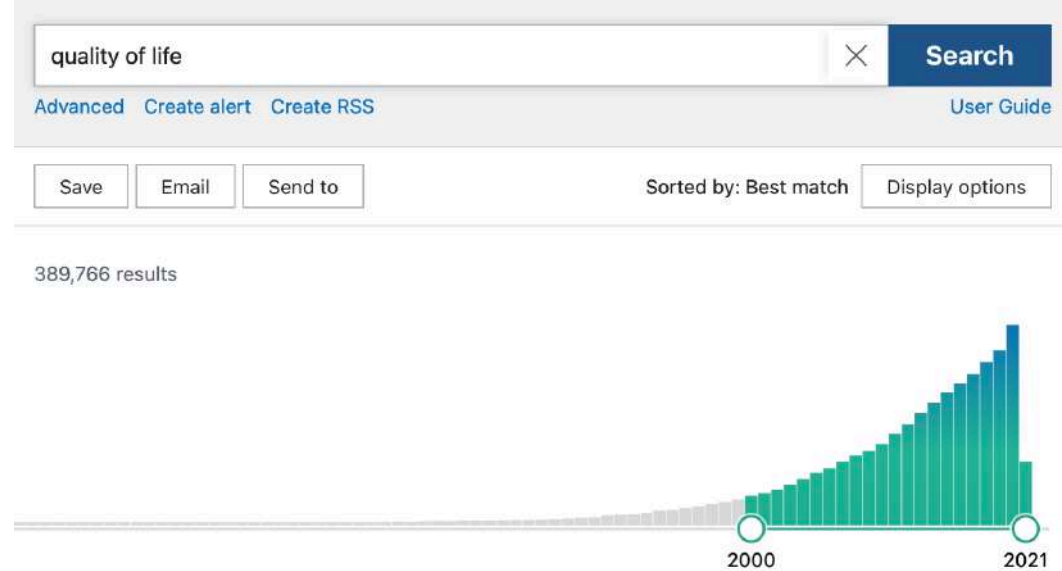 quality of life
Search
Advanced Create alert Create RSS
User Guide
Save Email Send to
Sorted by: Best match
Display options
389,766 results
2000
2021